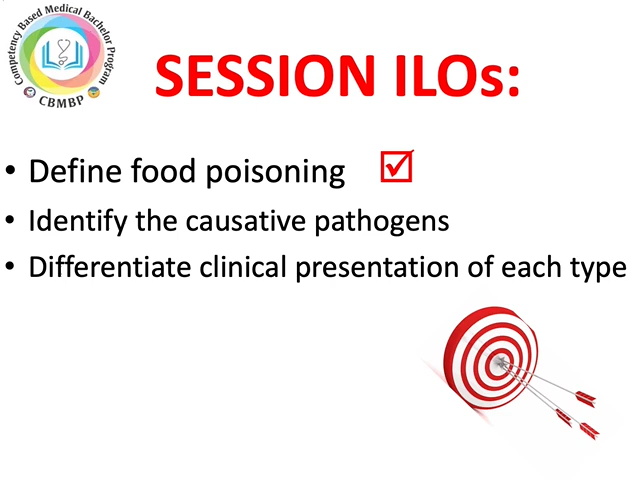 Competency Based Medical Bachelor Program
CBMBP
SESSION ILOs:
• Define food poisoning
• Identify the causative pathogens
• Differentiate clinical presentation of each type